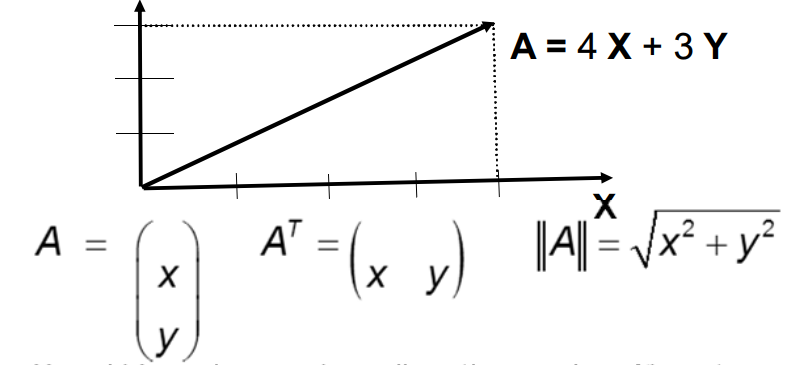 A = 4 X + 3 Y
X
A = (x y) A^T = (x y) ‖A‖ = √x² + y²